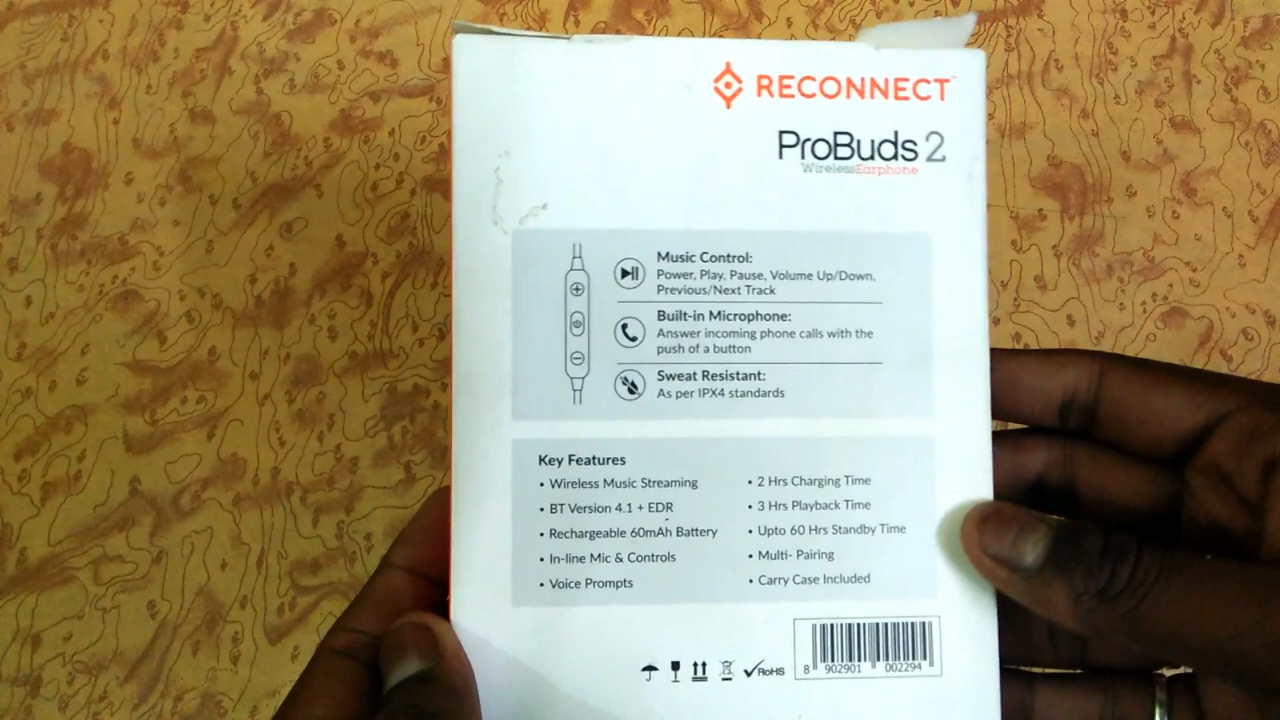 RECONNECT™
ProBuds 2
WirelessEarphone
Music Control:
Power, Play, Pause, Volume Up/Down,
Previous/Next Track
Built-in Microphone:
Answer incoming phone calls with the
push of a button
Sweat Resistant:
As per IPX4 standards
Key Features
• Wireless Music Streaming
• BT Version 4.1 + EDR
• Rechargeable 60mAh Battery
• In-line Mic & Controls
• Voice Prompts
• 2 Hrs Charging Time
• 3 Hrs Playback Time
• Upto 60 Hrs Standby Time
• Multi- Pairing
• Carry Case Included
RoHS
8 902901 002294